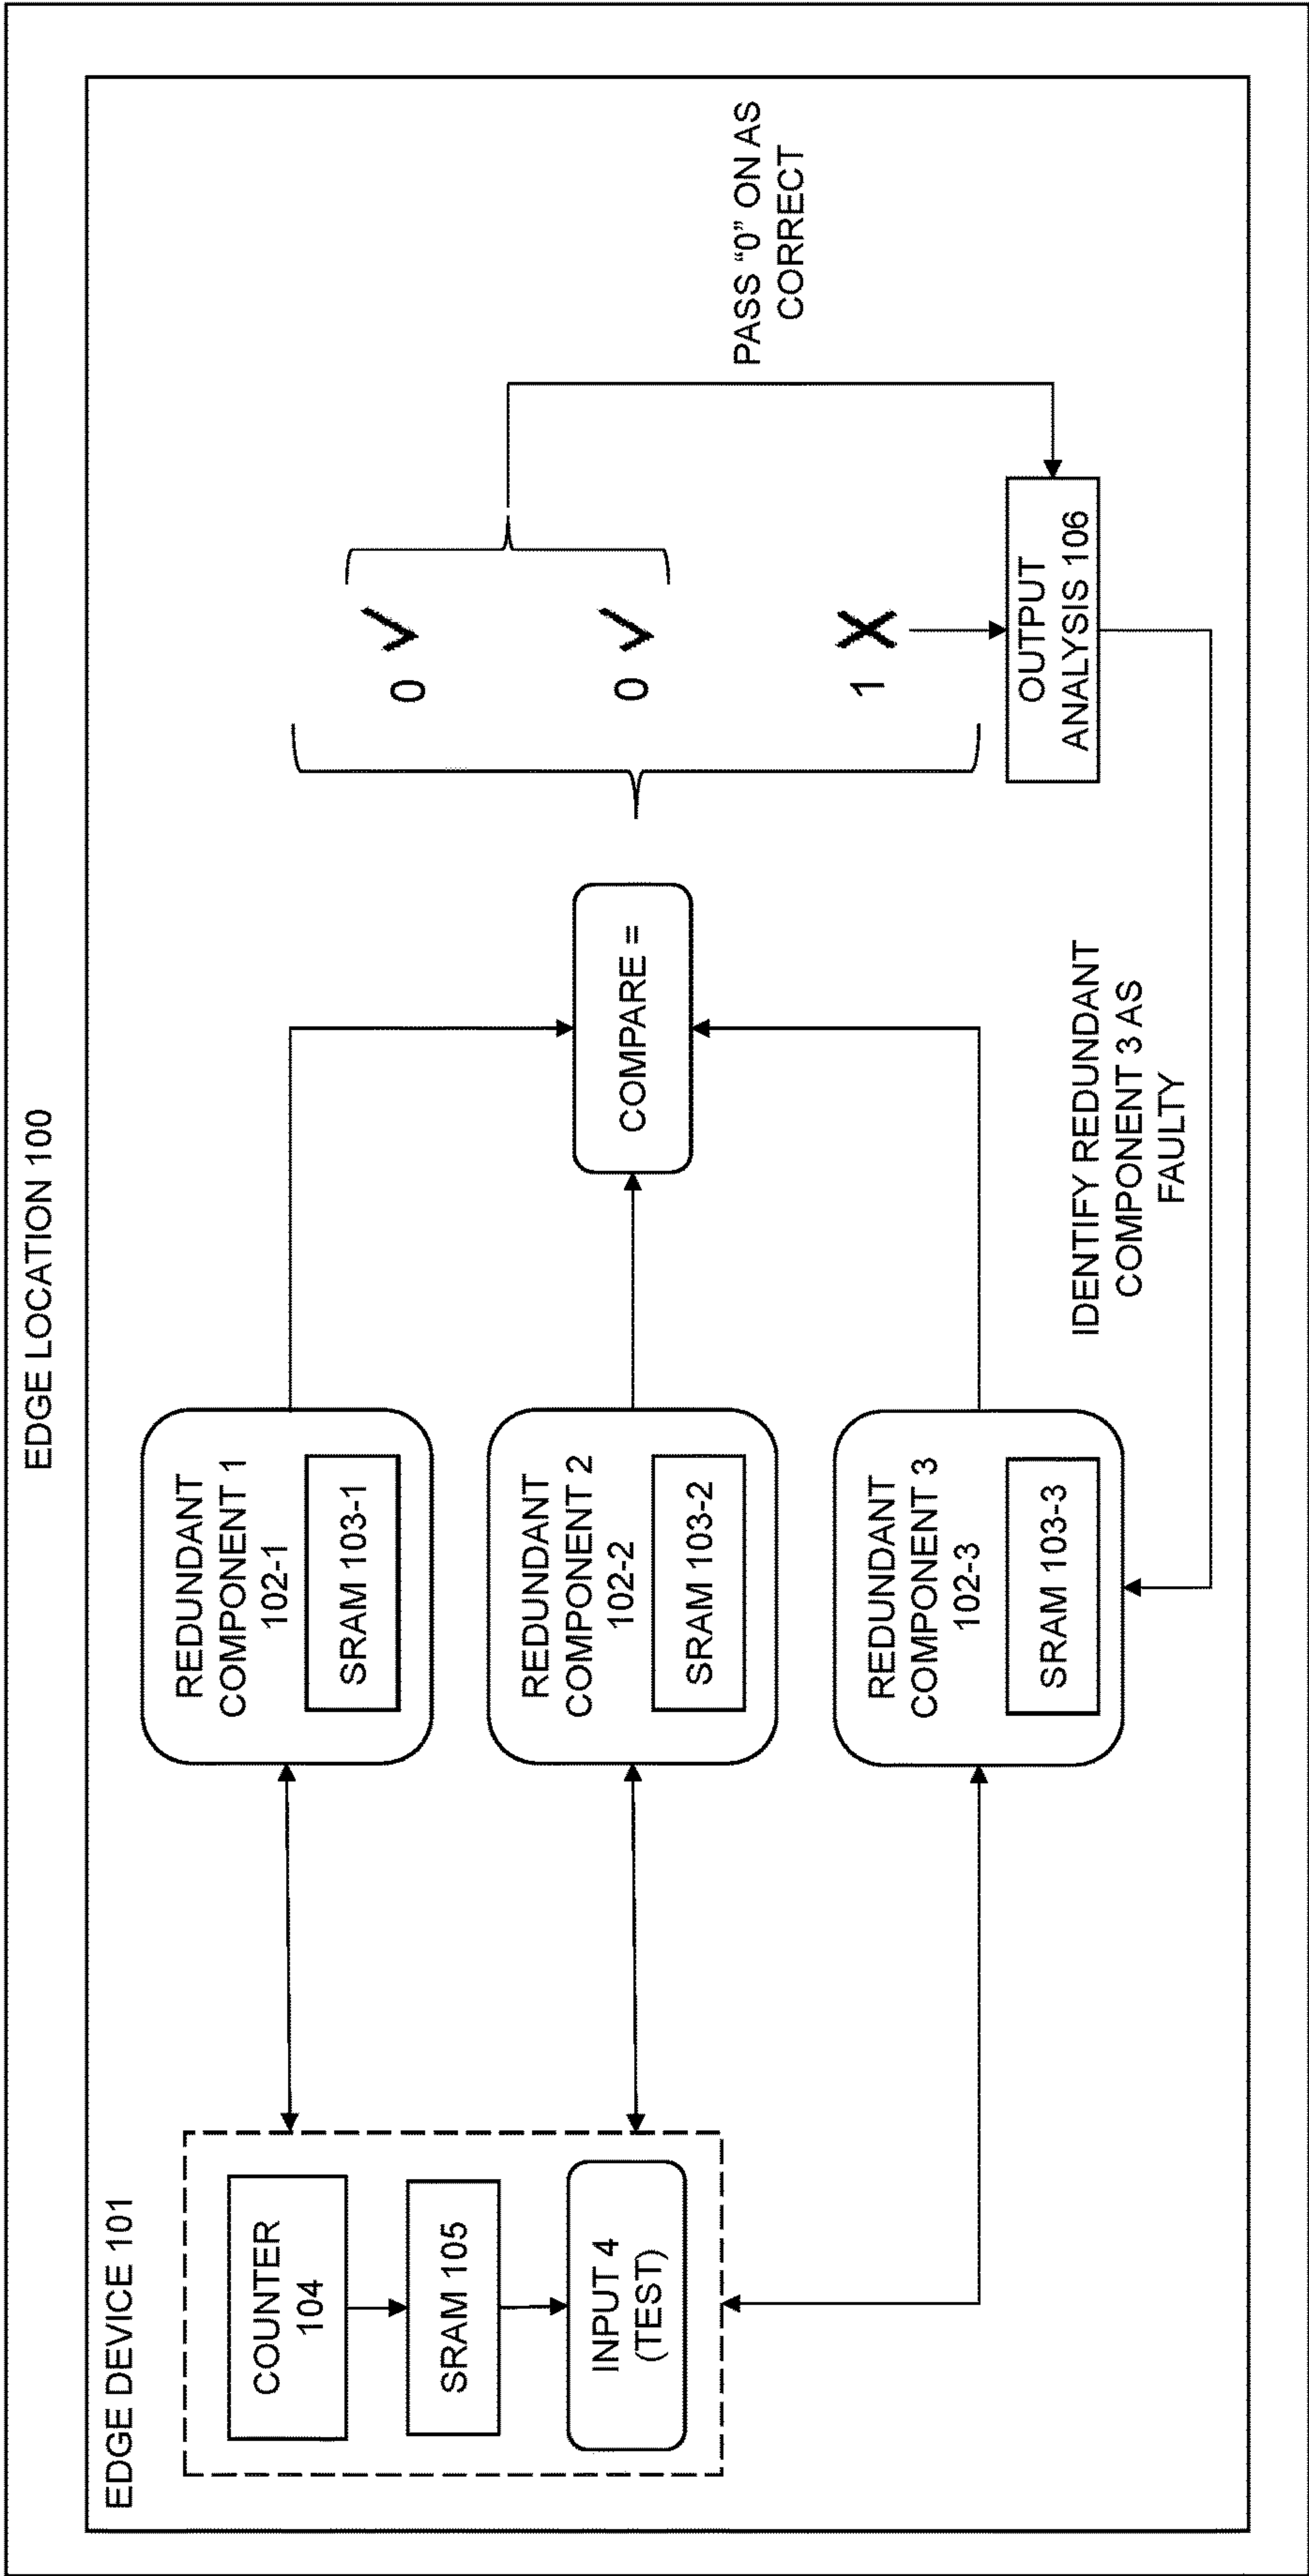 EDGE LOCATION 100
EDGE DEVICE 101
COUNTER
104
SRAM 105
INPUT 4
(TEST)
REDUNDANT
COMPONENT 1
102-1
SRAM 103-1
REDUNDANT
COMPONENT 2
102-2
SRAM 103-2
REDUNDANT
COMPONENT 3
102-3
SRAM 103-3
COMPARE =
0 ✓
0 ✓
1 X
PASS “0” ON AS
CORRECT
OUTPUT
ANALYSIS 106
IDENTIFY REDUNDANT
COMPONENT 3 AS
FAULTY